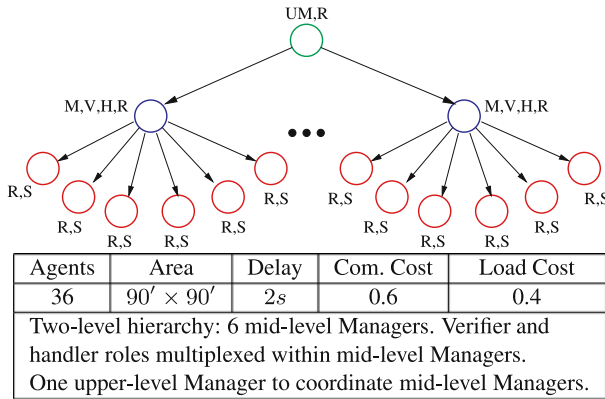 UM,R
M,V,H,R M,V,H,R
R,S R,S
R,S R,S R,S R,S
R,S R,S R,S R,S R,S R,S
Agents Area Delay Com. Cost Load Cost
36 90′ × 90′ 2s 0.6 0.4
Two-level hierarchy: 6 mid-level Managers. Verifier and
handler roles multiplexed within mid-level Managers.
One upper-level Manager to coordinate mid-level Managers.